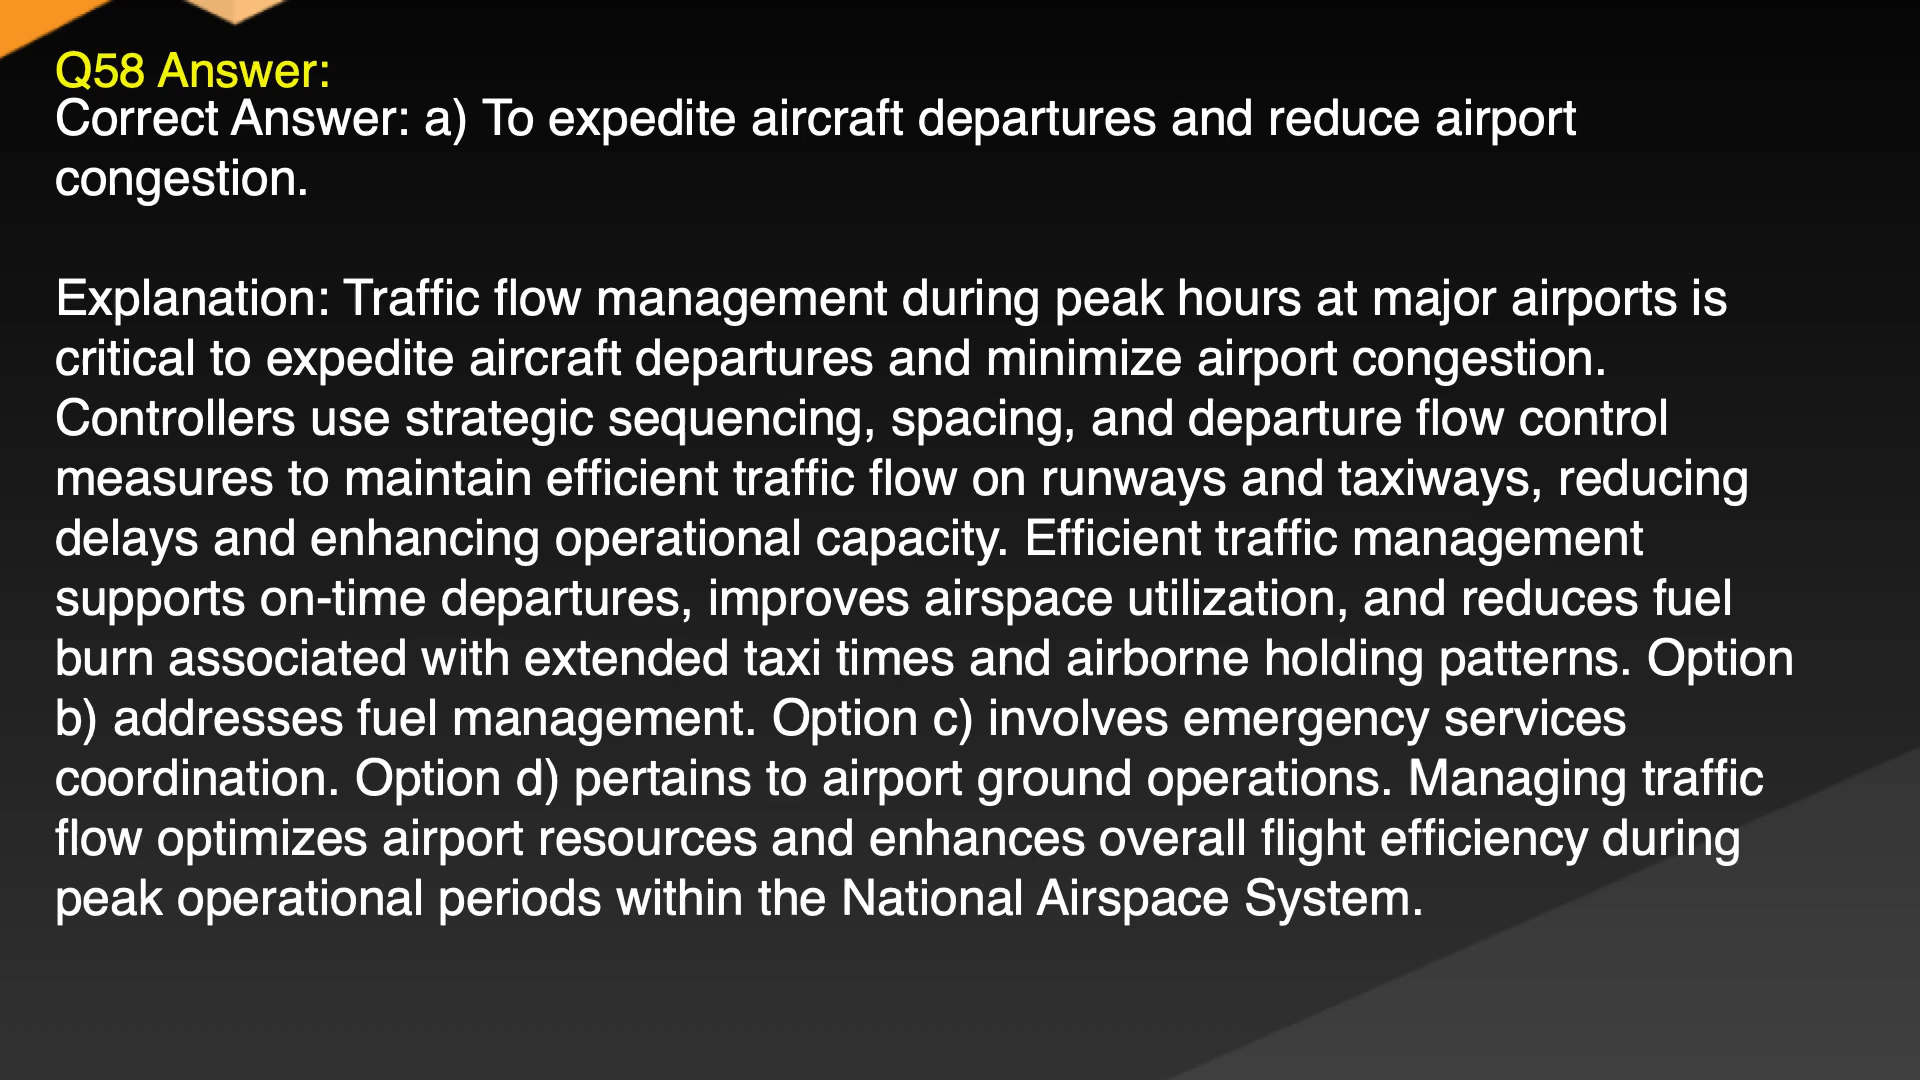 Q58 Answer:
Correct Answer: a) To expedite aircraft departures and reduce airport
congestion.
Explanation: Traffic flow management during peak hours at major airports is
critical to expedite aircraft departures and minimize airport congestion.
Controllers use strategic sequencing, spacing, and departure flow control
measures to maintain efficient traffic flow on runways and taxiways, reducing
delays and enhancing operational capacity. Efficient traffic management
supports on-time departures, improves airspace utilization, and reduces fuel
burn associated with extended taxi times and airborne holding patterns. Option
b) addresses fuel management. Option c) involves emergency services
coordination. Option d) pertains to airport ground operations. Managing traffic
flow optimizes airport resources and enhances overall flight efficiency during
peak operational periods within the National Airspace System.